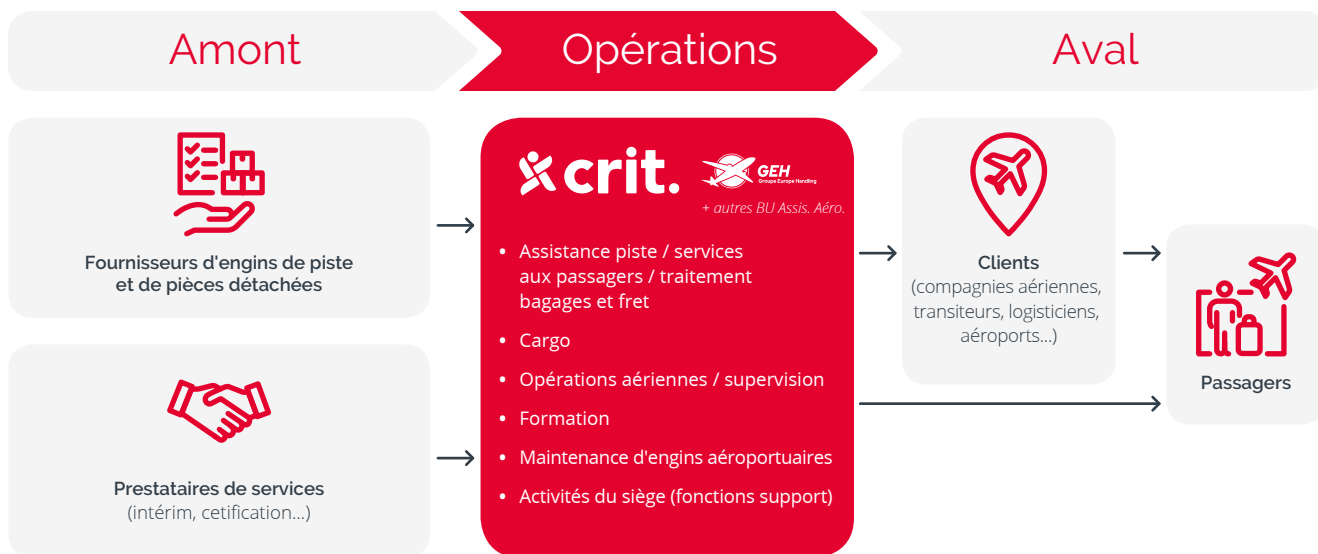 Amont
Opérations
Aval
Fournisseurs d'engins de piste
et de pièces détachées
Prestataires de services
(intérim, cetification...)
crit.
GEH
Groupe Europe Handling
+ autres BU Assis. Aéro.
• Assistance piste / services
aux passagers / traitement
bagages et fret
• Cargo
• Opérations aériennes / supervision
• Formation
• Maintenance d'engins aéroportuaires
• Activités du siège (fonctions support)
Clients
(compagnies aériennes,
transiteurs, logisticiens,
aéroports...)
Passagers